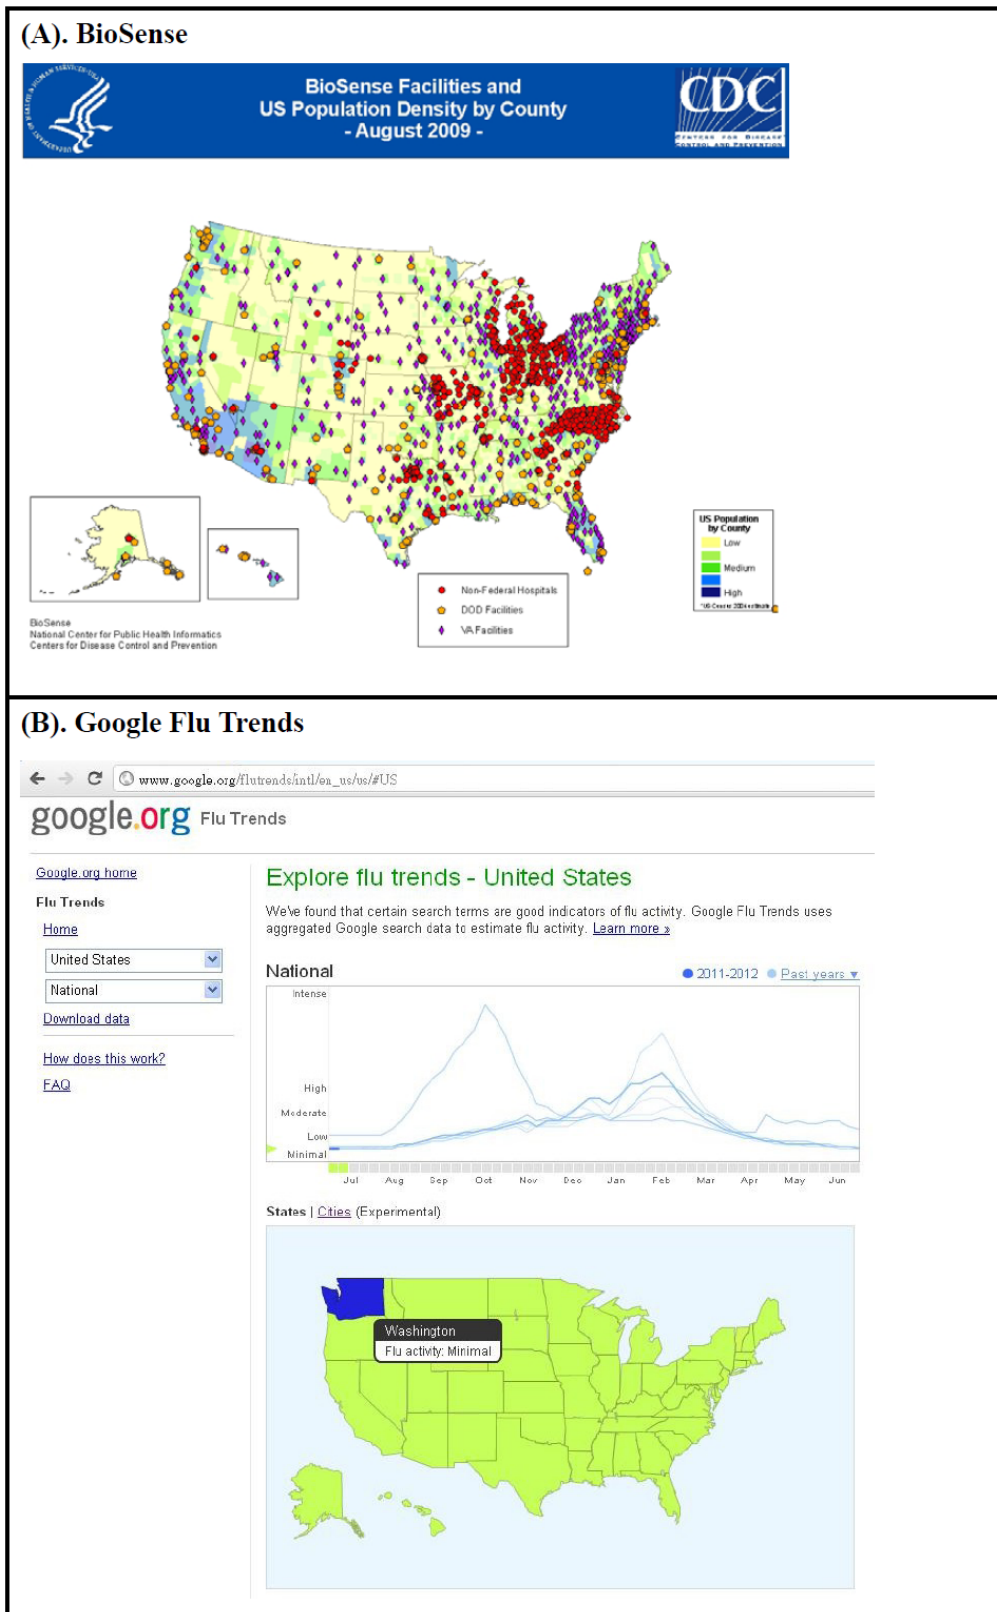 (A). BioSense
BioSense Facilities and
US Population Density by County
- August 2009 -
CDC
CENTERS FOR DISEASE
CONTROL AND PREVENTION
US Population
by County
Low
Medium
High
Non-Federal Hospitals
DOD Facilities
VA Facilities
BioSense
National Center for Public Health Informatics
Centers for Disease Control and Prevention
(B). Google Flu Trends
www.google.org/flutrends/intl/en_us/us/#US
google.org Flu Trends
Google.org home
Flu Trends
Home
United States
National
Download data
How does this work?
FAQ
Explore flu trends - United States
We've found that certain search terms are good indicators of flu activity. Google Flu Trends uses
aggregated Google search data to estimate flu activity. Learn more »
National
2011-2012 Past years ▼
Intense
High
Moderate
Low
Minimal
Jul Aug Sep Oct Nov Dec Jan Feb Mar Apr May Jun
States | Cities (Experimental)
Washington
Flu activity: Minimal